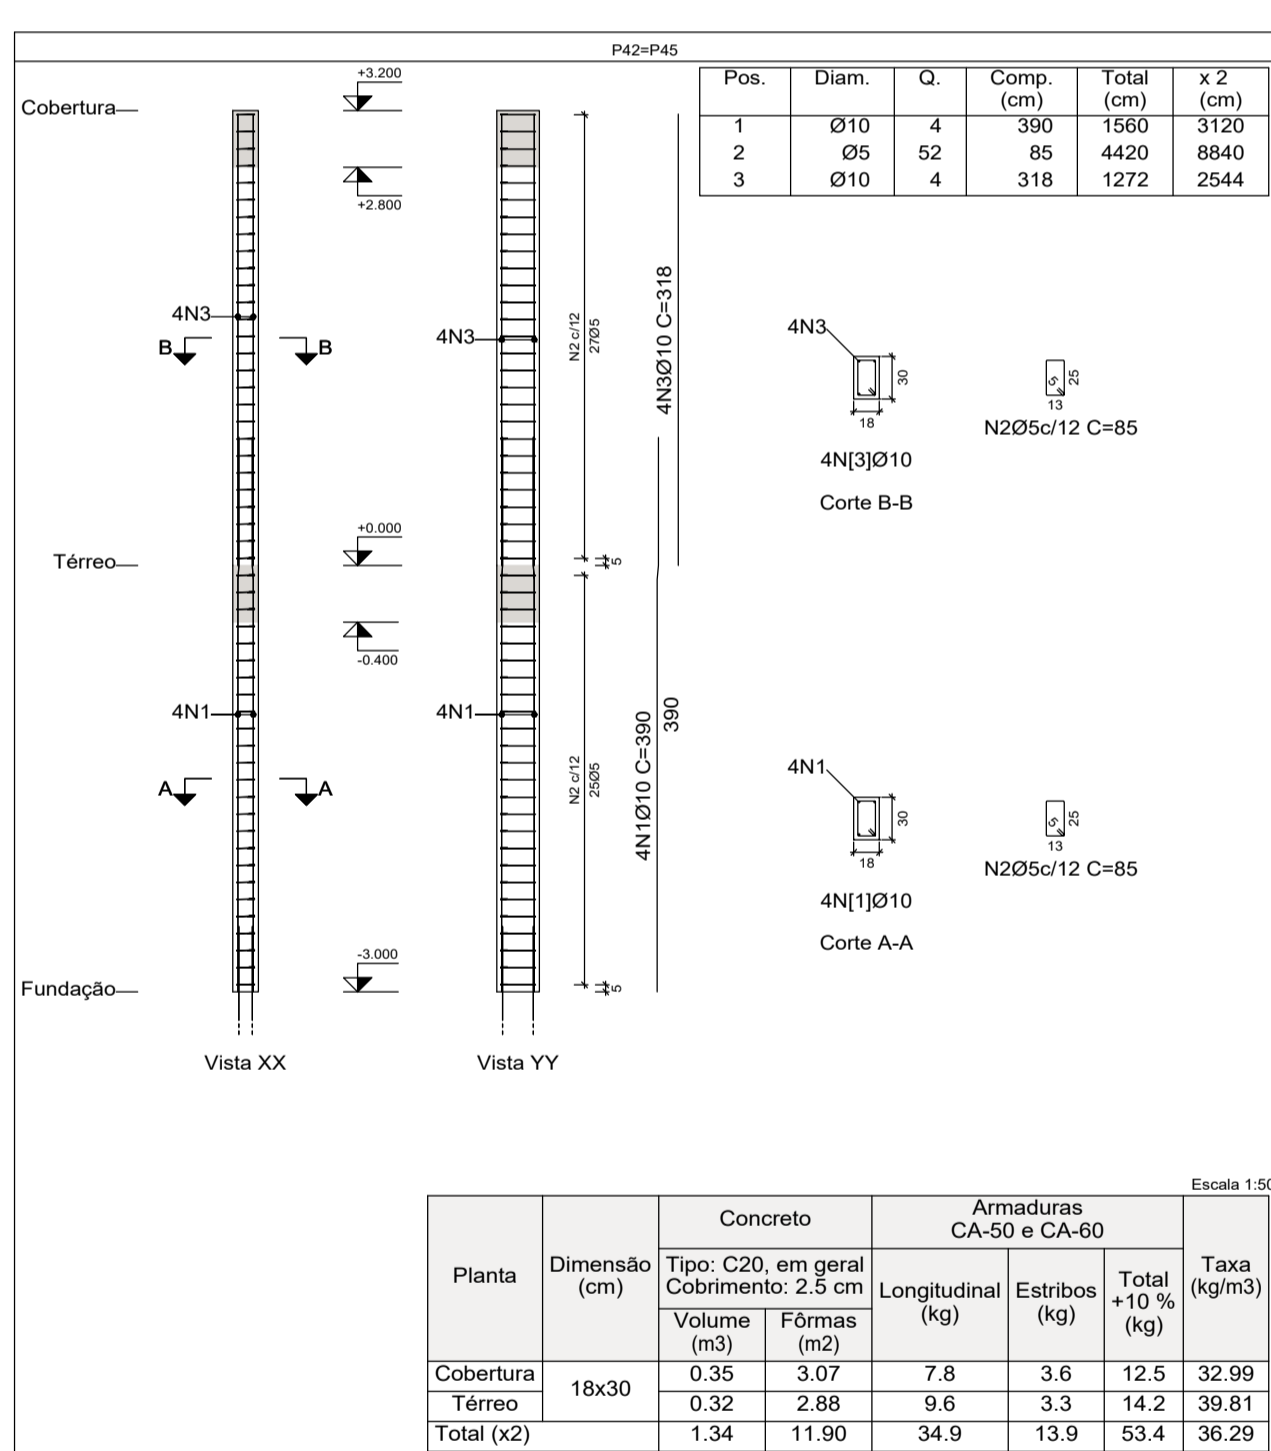 P42=P45
Pos. Diam. Q. Comp. (cm) Total (cm) x 2 (cm)
1 Ø10 4 390 1560 3120
2 Ø5 52 85 4420 8840
3 Ø10 4 318 1272 2544
+3.200
Cobertura
+2.800
4N3
B B
4N3
N2 c/12
27Ø5
4N3Ø10 C=318
+0.000
Térreo
5
-0.400
4N1
4N1
A A
N2 c/12
25Ø5
4N1Ø10 C=390
390
-3.000
Fundação
5
Vista XX
Vista YY
4N3
30
18
4N[3]Ø10
Corte B-B
5
25
13
N2Ø5c/12 C=85
4N1
30
18
4N[1]Ø10
Corte A-A
5
25
13
N2Ø5c/12 C=85
Escala 1:50
Planta
Dimensão
(cm)
Concreto
Tipo: C20, em geral
Cobrimento: 2.5 cm
Volume
(m3)
Fôrmas
(m2)
Armaduras
CA-50 e CA-60
Longitudinal
(kg)
Estribos
(kg)
Total
+10 %
(kg)
Taxa
(kg/m3)
Cobertura 18x30 0.35 3.07 7.8 3.6 12.5 32.99
Térreo 0.32 2.88 9.6 3.3 14.2 39.81
Total (x2) 1.34 11.90 34.9 13.9 53.4 36.29